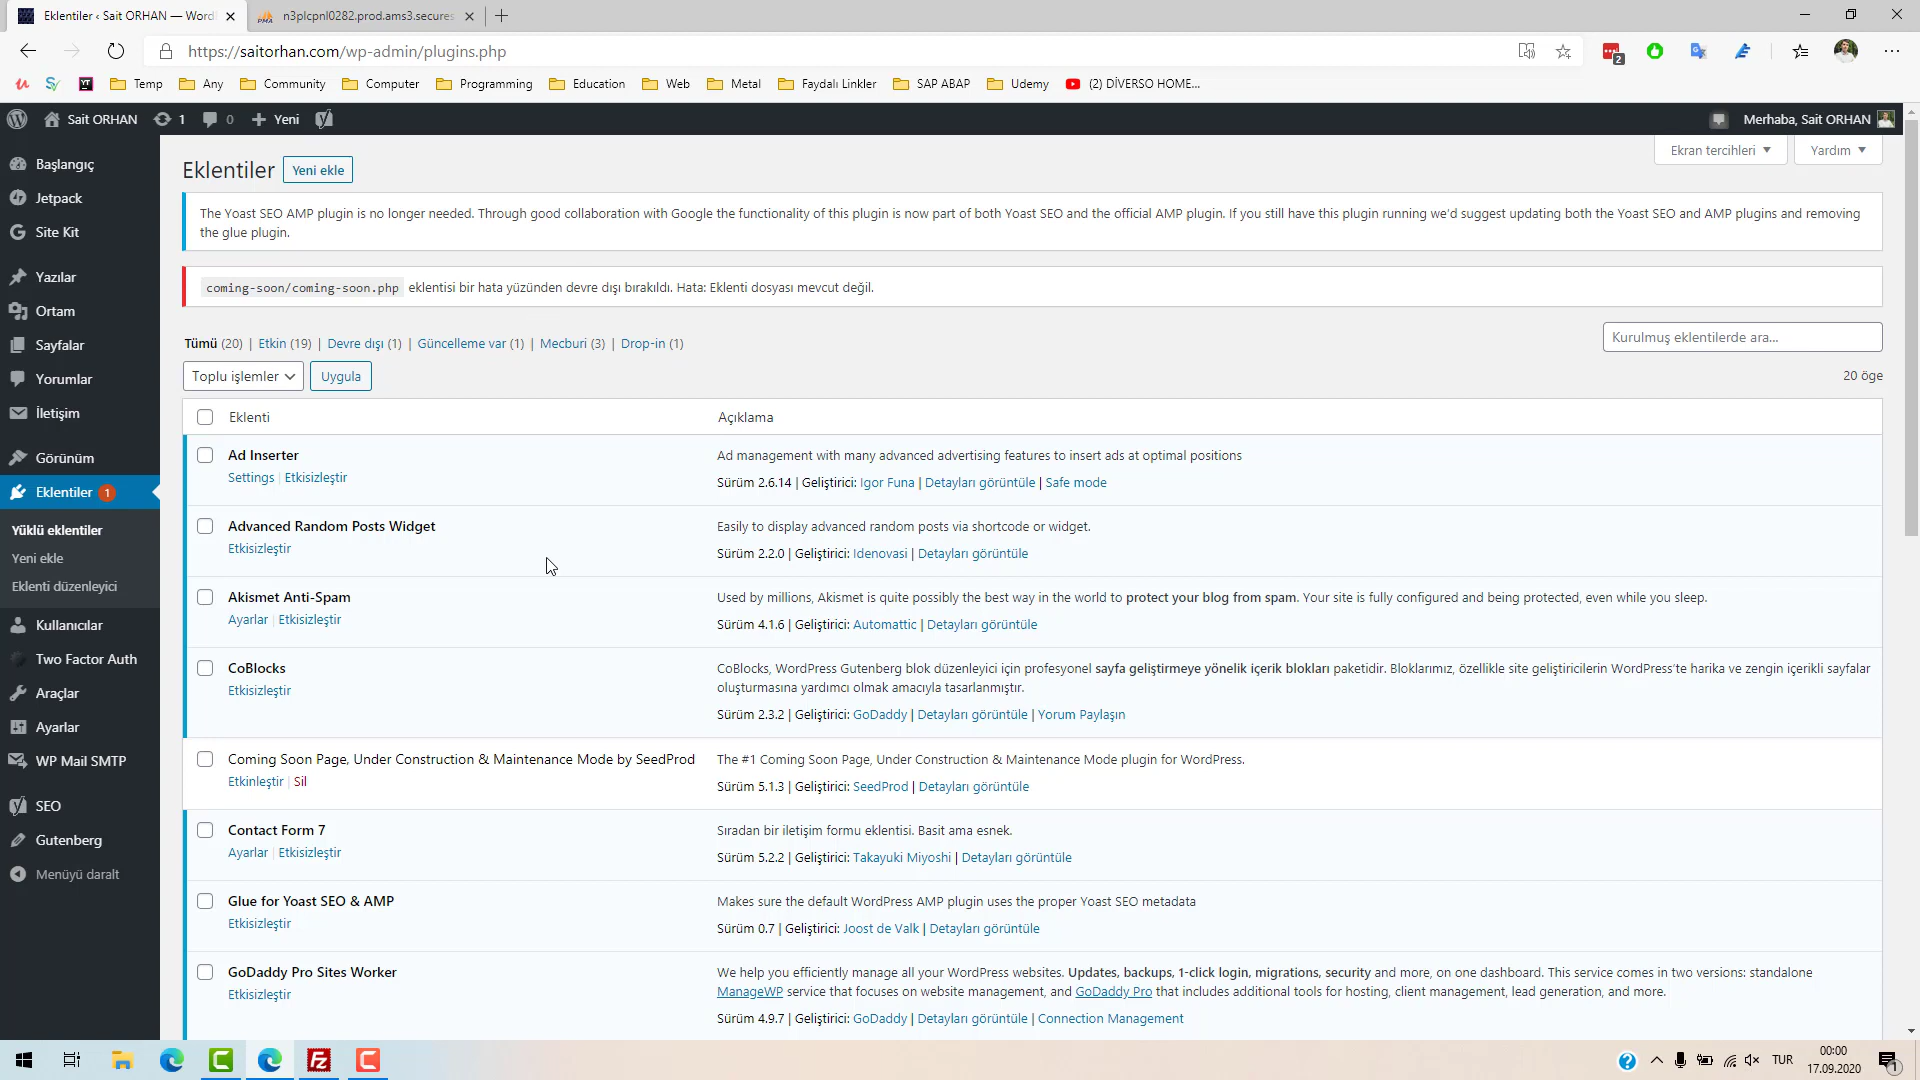 Eklentiler ‹ Sait ORHAN — Word
n3plcpnl0282.prod.ams3.secures
https://saitorhan.com/wp-admin/plugins.php
2
Temp
Any
Community
Computer
Programming
Education
Web
Metal
Faydalı Linkler
SAP ABAP
Udemy
(2) DİVERSO HOME...
Sait ORHAN
1
0
Yeni
Merhaba, Sait ORHAN
Başlangıç
Jetpack
Site Kit
Yazılar
Ortam
Sayfalar
Yorumlar
İletişim
Görünüm
Eklentiler 1
Yüklü eklentiler
Yeni ekle
Eklenti düzenleyici
Kullanıcılar
Two Factor Auth
Araçlar
Ayarlar
WP Mail SMTP
SEO
Gutenberg
Menüyü daralt
Ekran tercihleri
Yardım
Eklentiler
Yeni ekle
The Yoast SEO AMP plugin is no longer needed. Through good collaboration with Google the functionality of this plugin is now part of both Yoast SEO and the official AMP plugin. If you still have this plugin running we'd suggest updating both the Yoast SEO and AMP plugins and removing
the glue plugin.
coming-soon/coming-soon.php eklentisi bir hata yüzünden devre dışı bırakıldı. Hata: Eklenti dosyası mevcut değil.
Tümü (20) | Etkin (19) | Devre dışı (1) | Güncelleme var (1) | Mecburi (3) | Drop-in (1)
Kurulmuş eklentilerde ara...
Toplu işlemler
Uygula
20 öge
Eklenti
Açıklama
Ad Inserter
Settings | Etkisizleştir
Ad management with many advanced advertising features to insert ads at optimal positions
Sürüm 2.6.14 | Geliştirici: Igor Funa | Detayları görüntüle | Safe mode
Advanced Random Posts Widget
Etkisizleştir
Easily to display advanced random posts via shortcode or widget.
Sürüm 2.2.0 | Geliştirici: Idenovasi | Detayları görüntüle
Akismet Anti-Spam
Ayarlar | Etkisizleştir
Used by millions, Akismet is quite possibly the best way in the world to protect your blog from spam. Your site is fully configured and being protected, even while you sleep.
Sürüm 4.1.6 | Geliştirici: Automattic | Detayları görüntüle
CoBlocks
Etkisizleştir
CoBlocks, WordPress Gutenberg blok düzenleyici için profesyonel sayfa geliştirmeye yönelik içerik blokları paketidir. Bloklarımız, özellikle site geliştiricilerin WordPress'te harika ve zengin içerikli sayfalar
oluşturmasına yardımcı olmak amacıyla tasarlanmıştır.
Sürüm 2.3.2 | Geliştirici: GoDaddy | Detayları görüntüle | Yorum Paylaşın
Coming Soon Page, Under Construction & Maintenance Mode by SeedProd
Etkinleştir | Sil
The #1 Coming Soon Page, Under Construction & Maintenance Mode plugin for WordPress.
Sürüm 5.1.3 | Geliştirici: SeedProd | Detayları görüntüle
Contact Form 7
Ayarlar | Etkisizleştir
Sıradan bir iletişim formu eklentisi. Basit ama esnek.
Sürüm 5.2.2 | Geliştirici: Takayuki Miyoshi | Detayları görüntüle
Glue for Yoast SEO & AMP
Etkisizleştir
Makes sure the default WordPress AMP plugin uses the proper Yoast SEO metadata
Sürüm 0.7 | Geliştirici: Joost de Valk | Detayları görüntüle
GoDaddy Pro Sites Worker
Etkisizleştir
We help you efficiently manage all your WordPress websites. Updates, backups, 1-click login, migrations, security and more, on one dashboard. This service comes in two versions: standalone
ManageWP service that focuses on website management, and GoDaddy Pro that includes additional tools for hosting, client management, lead generation, and more.
Sürüm 4.9.7 | Geliştirici: GoDaddy | Detayları görüntüle | Connection Management
TUR
00:00
17.09.2020
1